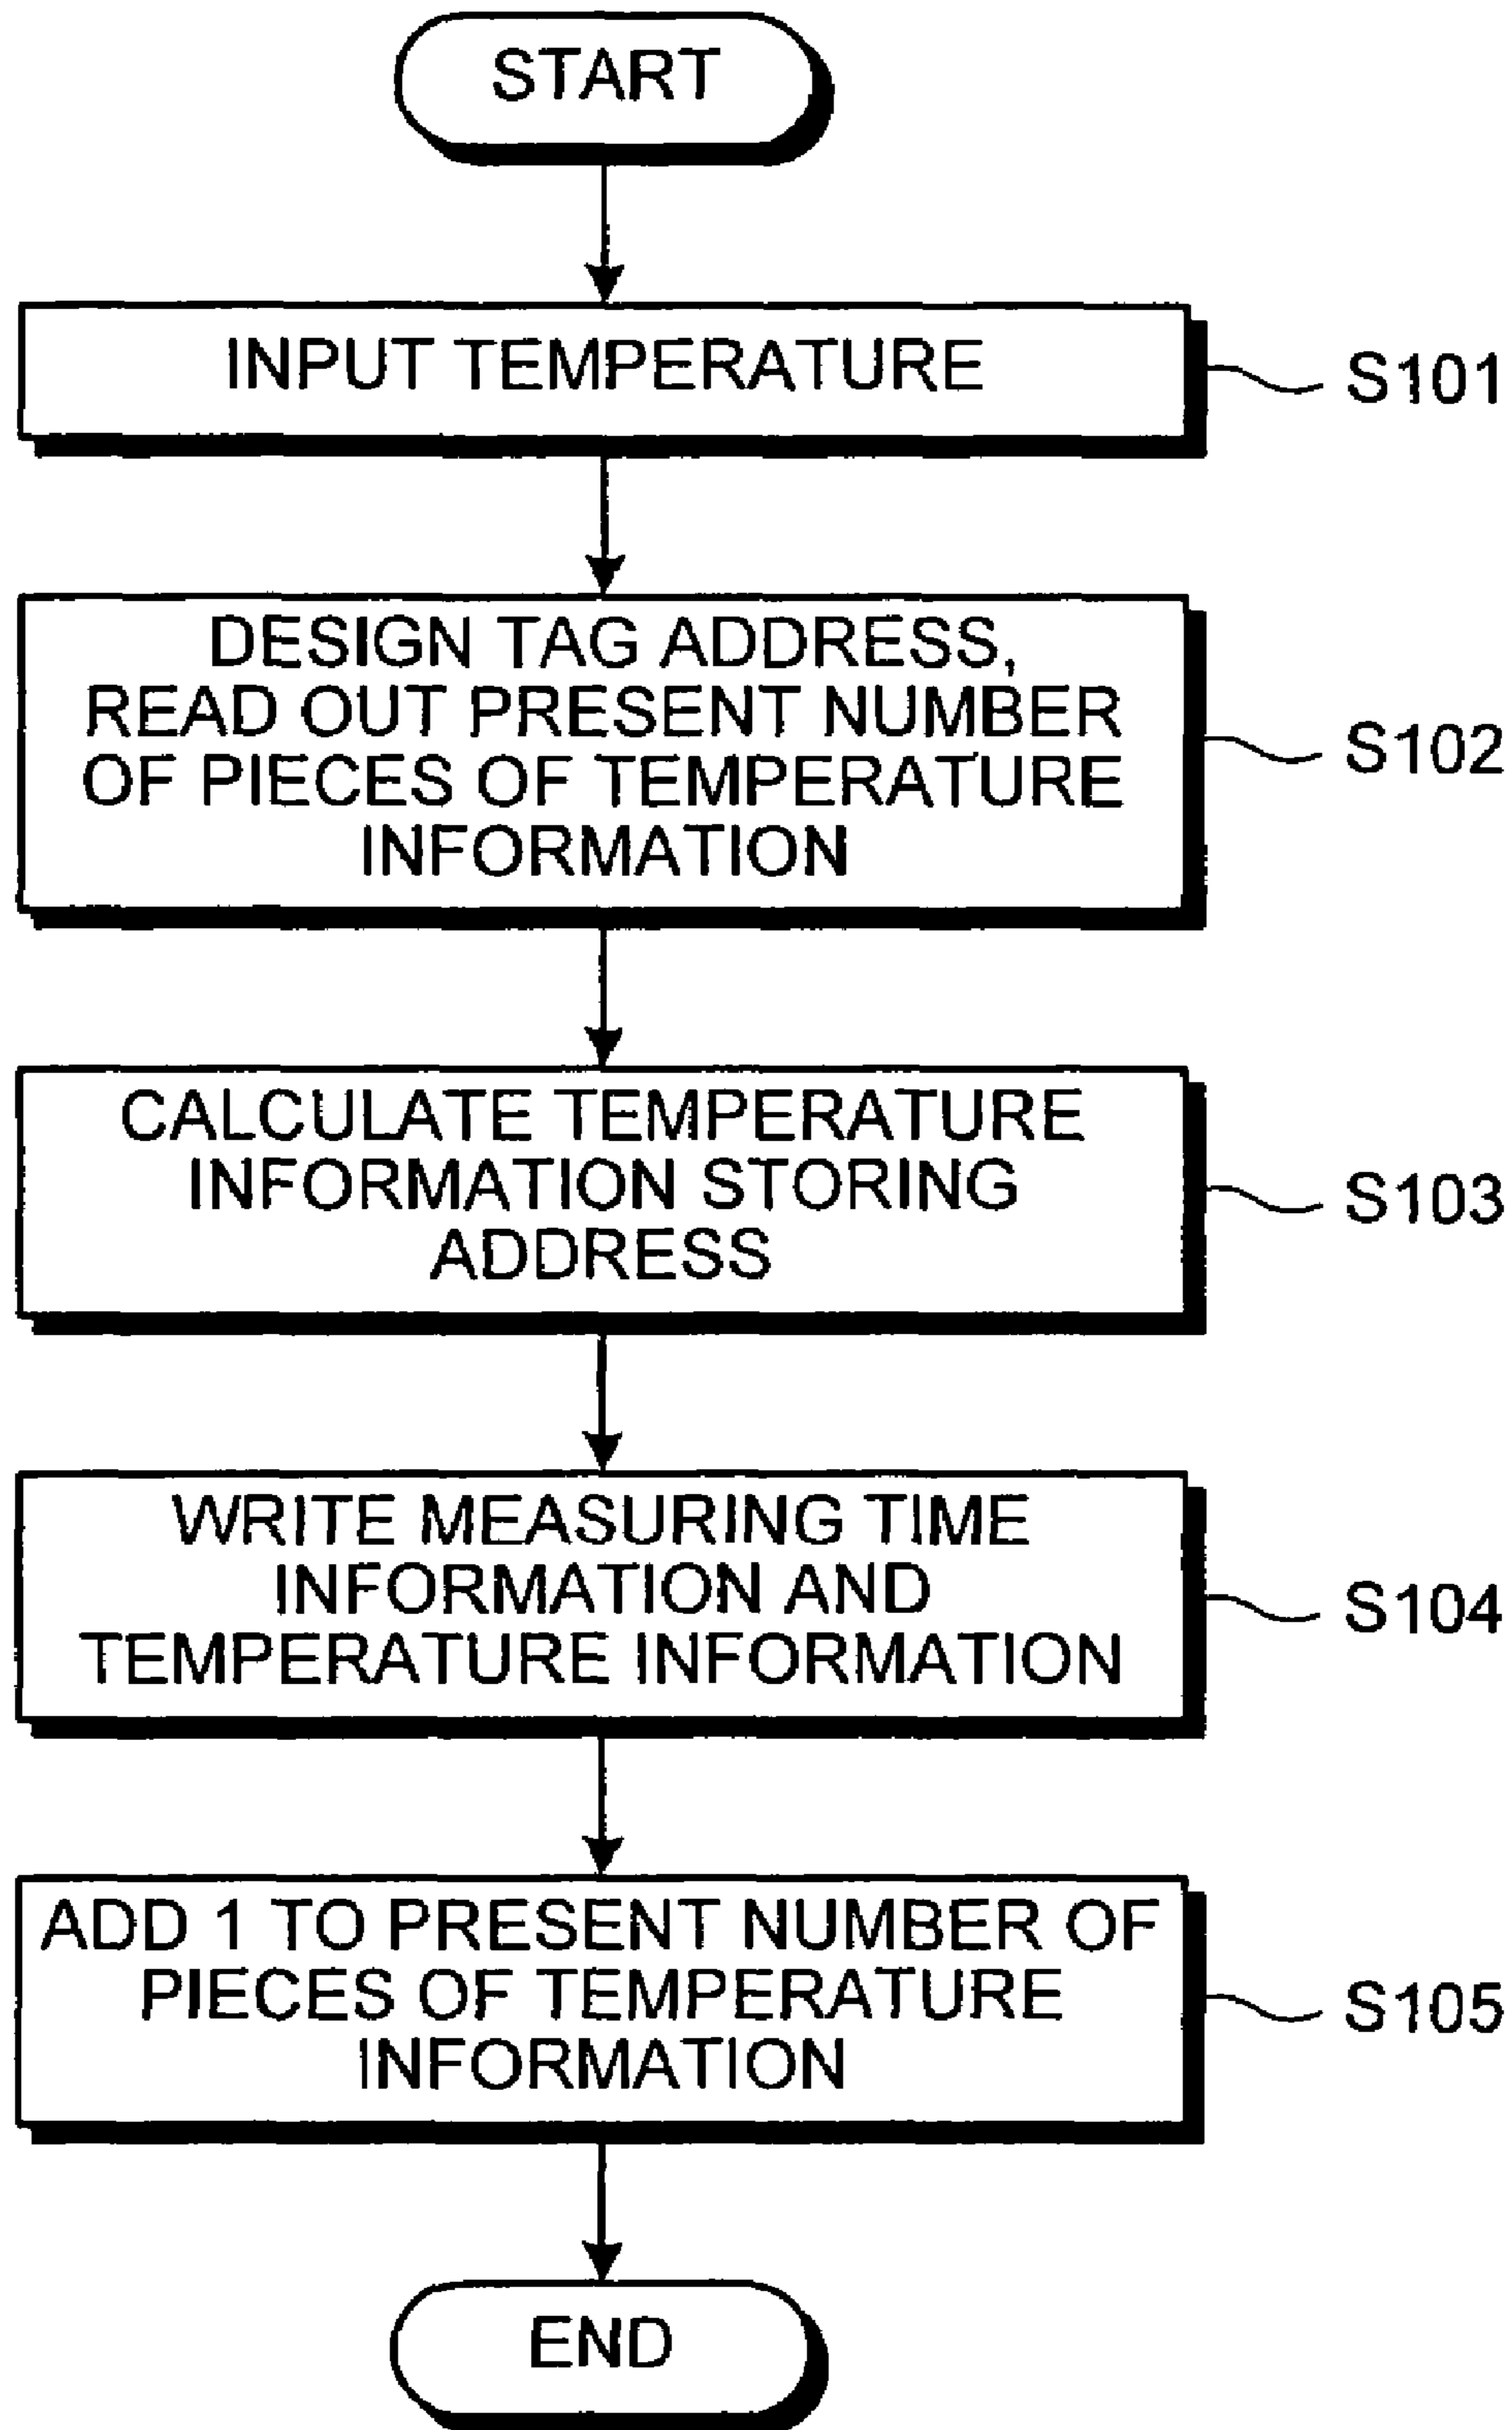 START
INPUT TEMPERATURE
S101
DESIGN TAG ADDRESS,
READ OUT PRESENT NUMBER
OF PIECES OF TEMPERATURE
INFORMATION
S102
CALCULATE TEMPERATURE
INFORMATION STORING
ADDRESS
S103
WRITE MEASURING TIME
INFORMATION AND
TEMPERATURE INFORMATION
S104
ADD 1 TO PRESENT NUMBER OF
PIECES OF TEMPERATURE
INFORMATION
S105
END